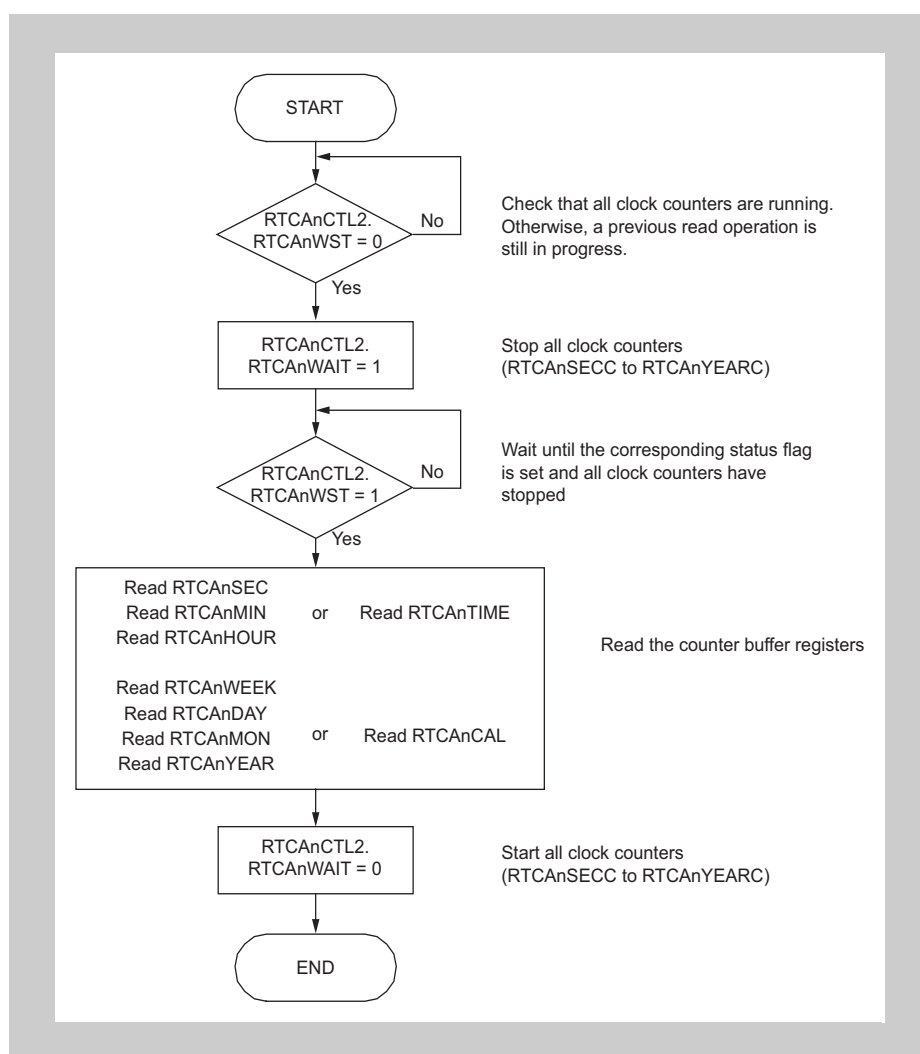 START
RTCAnCTL2.
RTCAnWST = 0
No
Yes
Check that all clock counters are running.
Otherwise, a previous read operation is
still in progress.
RTCAnCTL2.
RTCAnWAIT = 1
Stop all clock counters
(RTCAnSECC to RTCAnYEARC)
RTCAnCTL2.
RTCAnWST = 1
No
Yes
Wait until the corresponding status flag
is set and all clock counters have
stopped
Read RTCAnSEC
Read RTCAnMIN or Read RTCAnTIME
Read RTCAnHOUR
Read RTCAnWEEK
Read RTCAnDAY
Read RTCAnMON or Read RTCAnCAL
Read RTCAnYEAR
Read the counter buffer registers
RTCAnCTL2.
RTCAnWAIT = 0
Start all clock counters
(RTCAnSECC to RTCAnYEARC)
END